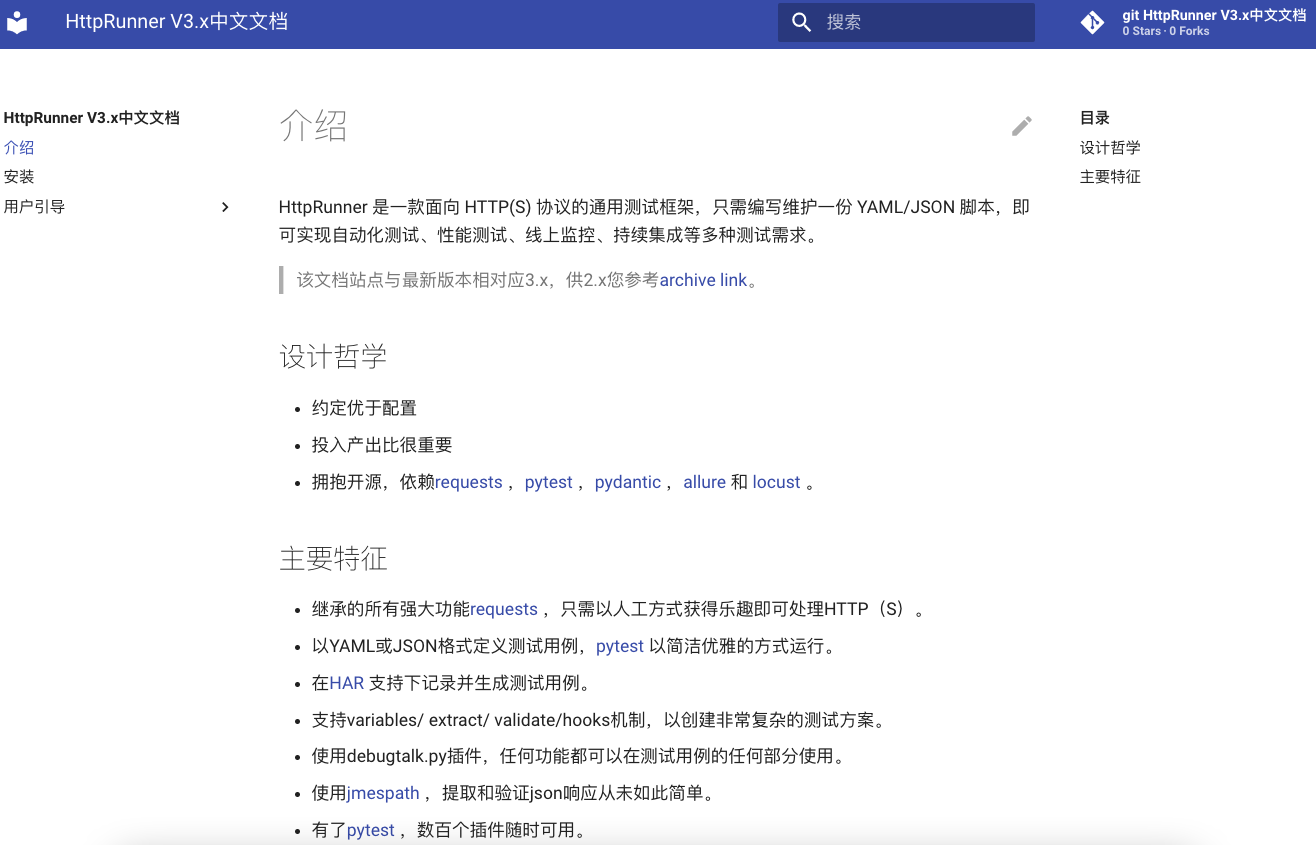 HttpRunner V3.x中文文档
搜索
git HttpRunner V3.x中文文档
0 Stars · 0 Forks
HttpRunner V3.x中文文档
介绍
安装
用户引导
介绍
HttpRunner 是一款面向 HTTP(S) 协议的通用测试框架，只需编写维护一份 YAML/JSON 脚本，即
可实现自动化测试、性能测试、线上监控、持续集成等多种测试需求。
该文档站点与最新版本相对应3.x，供2.x您参考archive link。
设计哲学
约定优于配置
投入产出比很重要
拥抱开源，依赖requests ，pytest ，pydantic ，allure 和 locust 。
主要特征
继承的所有强大功能requests ，只需以人工方式获得乐趣即可处理HTTP（S）。
以YAML或JSON格式定义测试用例，pytest 以简洁优雅的方式运行。
在HAR 支持下记录并生成测试用例。
支持variables/ extract/ validate/hooks机制，以创建非常复杂的测试方案。
使用debugtalk.py插件，任何功能都可以在测试用例的任何部分使用。
使用jmespath ，提取和验证json响应从未如此简单。
有了pytest ，数百个插件随时可用。
目录
设计哲学
主要特征